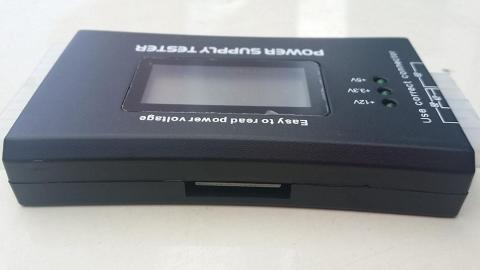 POWER SUPPLY TESTER
Easy to read power voltage
+5V
+3.3V
+12V
Use correct connector